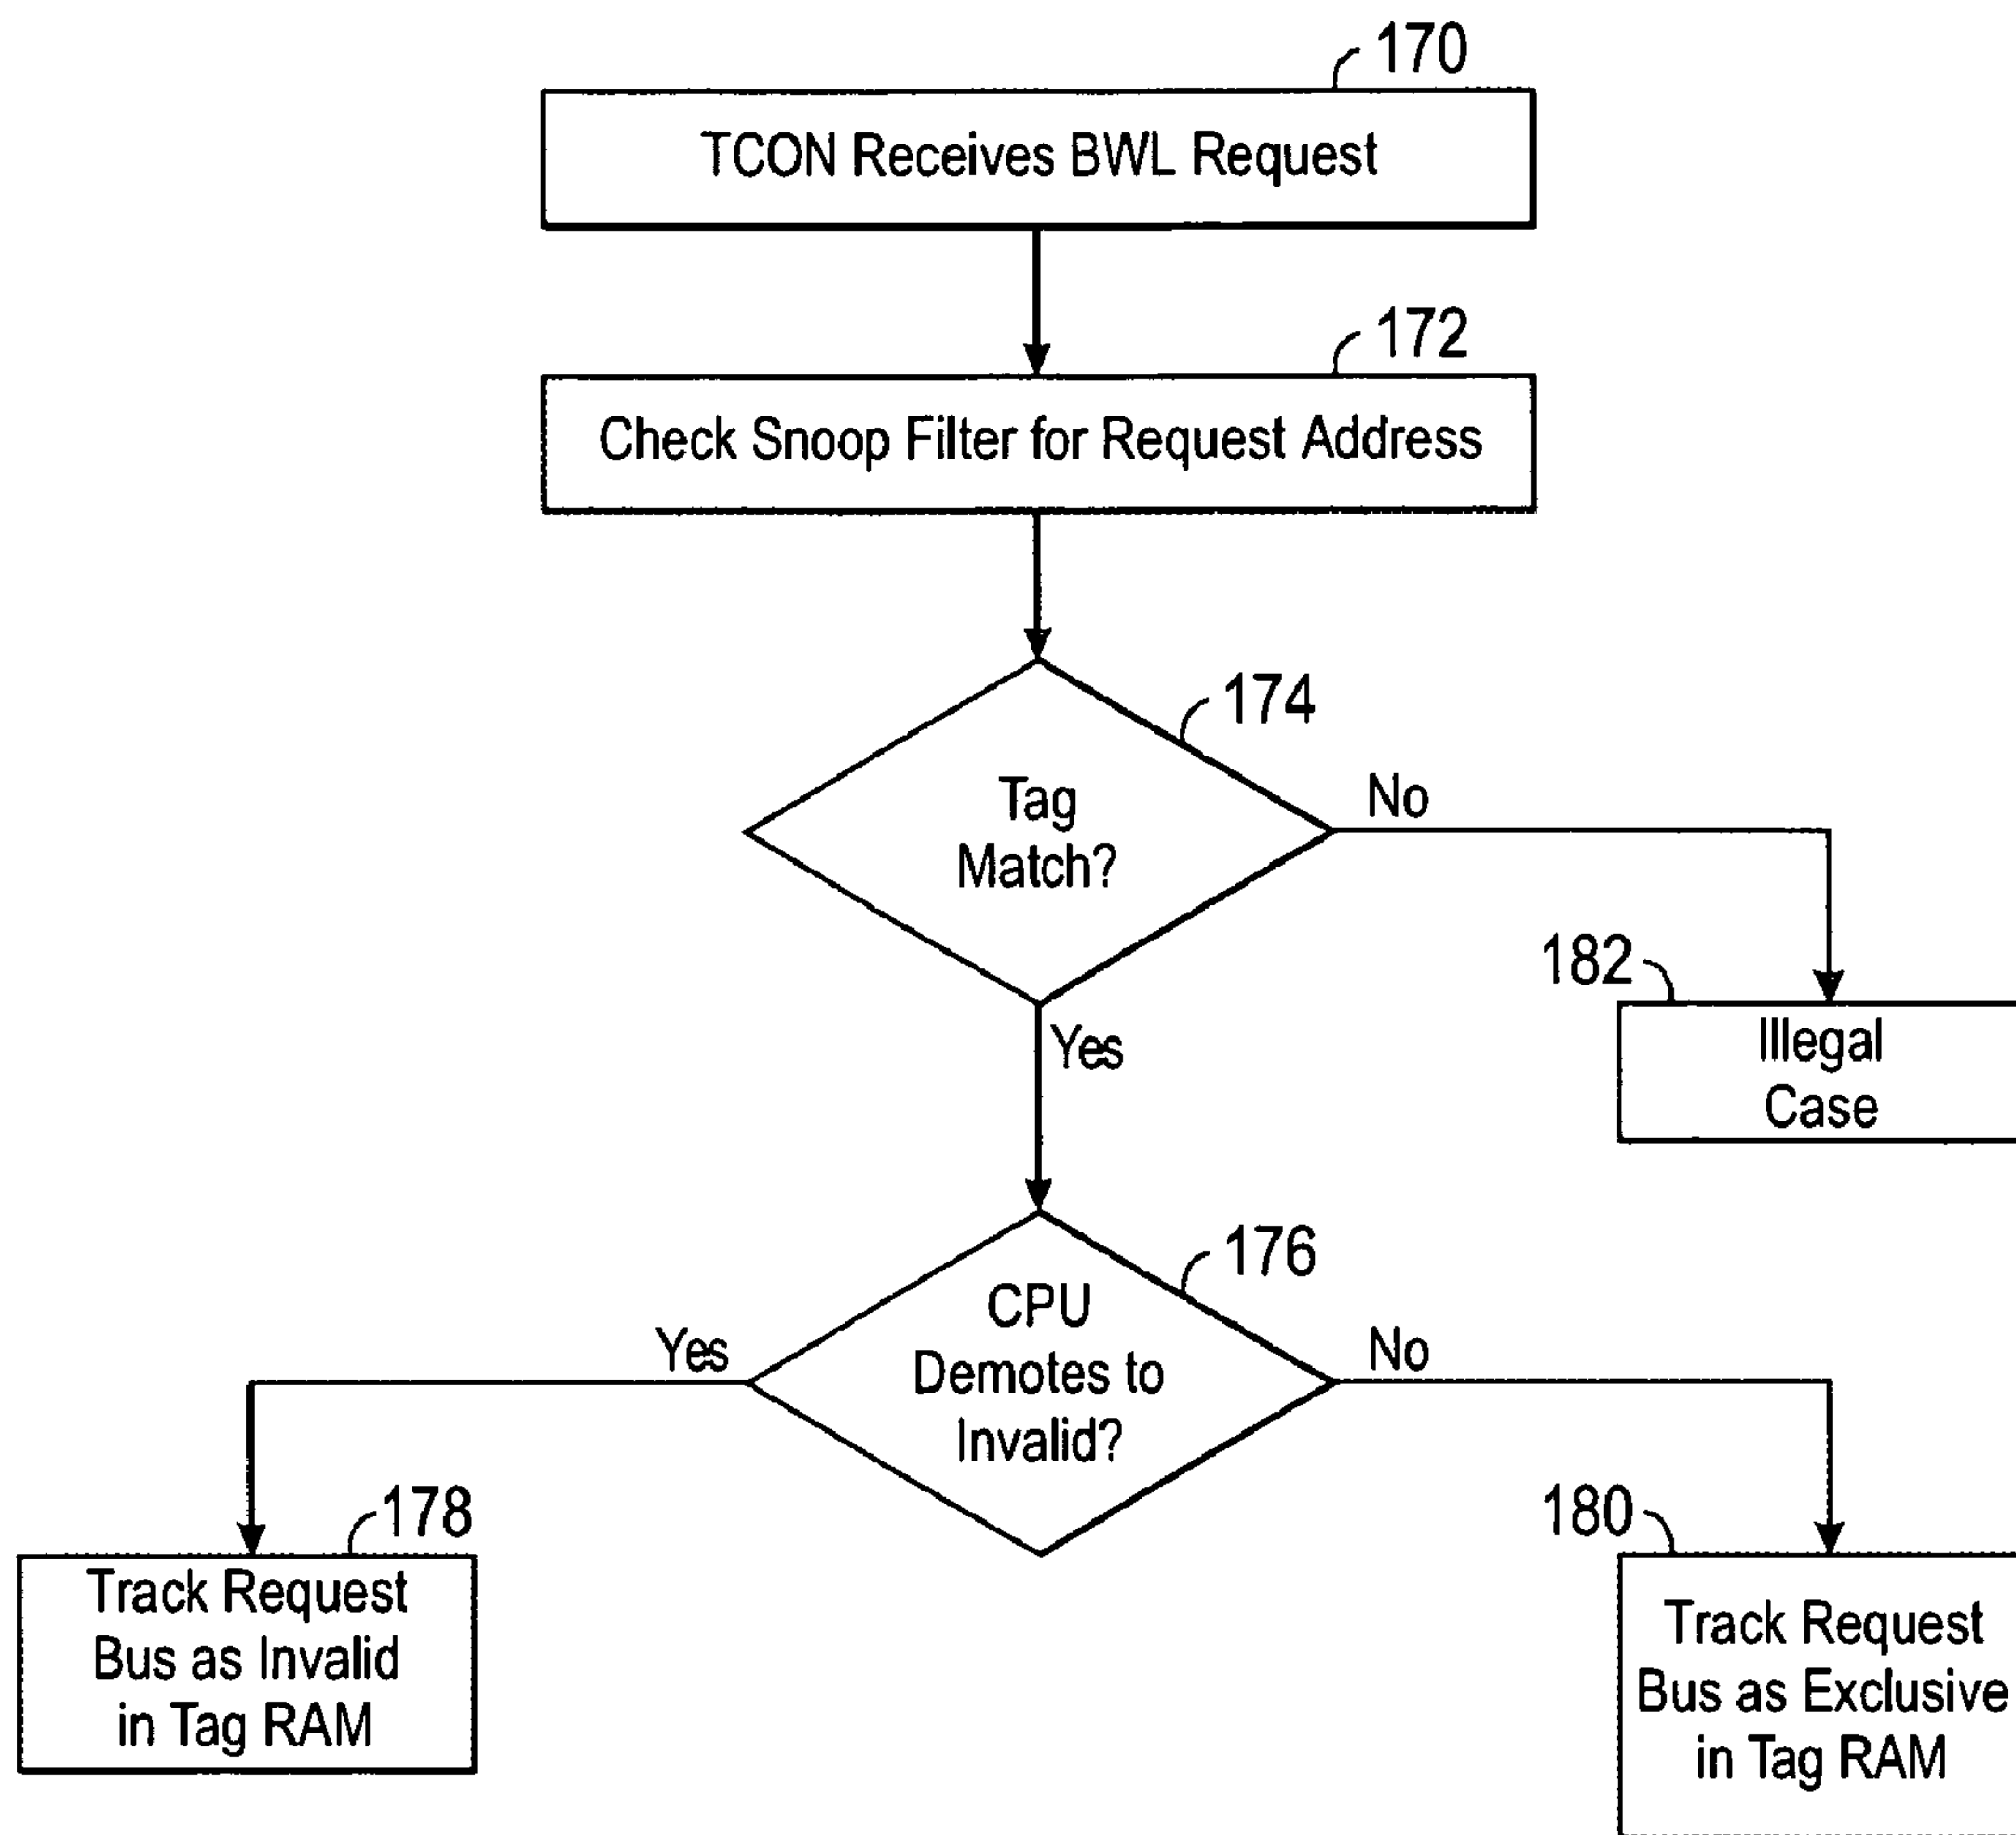 170
TCON Receives BWL Request
172
Check Snoop Filter for Request Address
174
Tag
Match?
No
182
Illegal
Case
Yes
176
CPU
Demotes to
Invalid?
Yes
No
178
Track Request
Bus as Invalid
in Tag RAM
180
Track Request
Bus as Exclusive
in Tag RAM